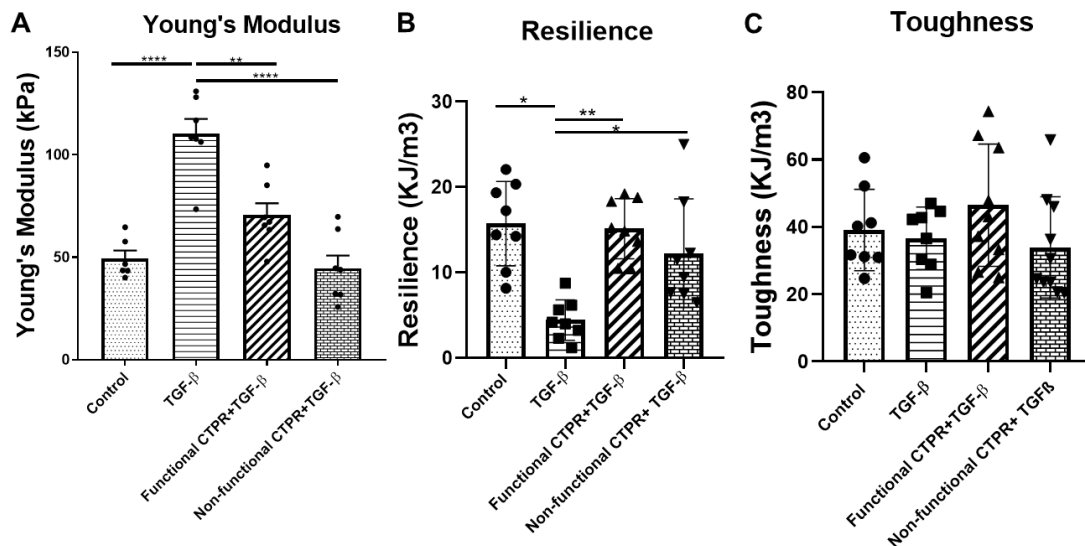 A
Young's Modulus
Young's Modulus (kPa)
150
100
50
0
****
**
****
Control
TGF-β
Functional CTPR+TGF-β
Non-functional CTPR+TGF-β
B
Resilience
Resilience (KJ/m3)
30
20
10
0
*
**
*
Control
TGF-β
Functional CTPR+TGF-β
Non-functional CTPR+ TGF-β
C
Toughness
Toughness (KJ/m3)
80
60
40
20
0
Control
TGF-β
Functional CTPR+TGF-β
Non-functional CTPR+ TGFß